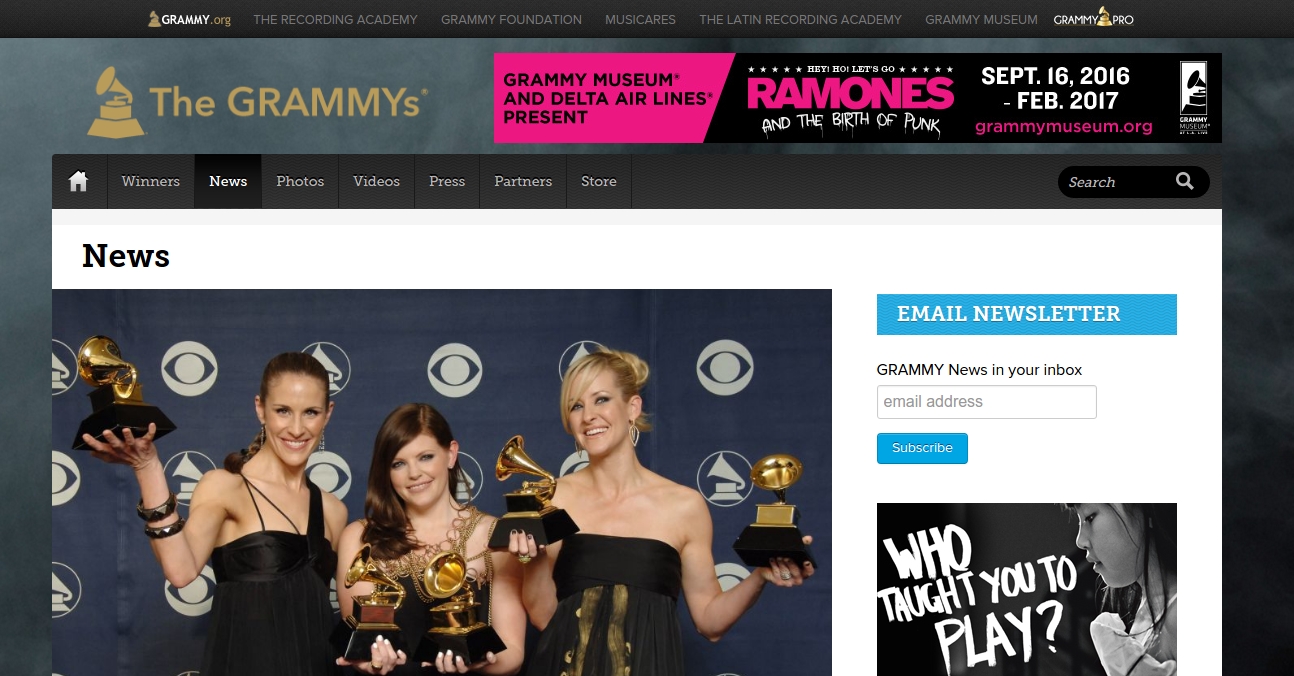 GRAMMY.org THE RECORDING ACADEMY GRAMMY FOUNDATION MUSICARES THE LATIN RECORDING ACADEMY GRAMMY MUSEUM GRAMMY PRO
The GRAMMYs®
GRAMMY MUSEUM®
AND DELTA AIR LINES®
PRESENT
HEY! HO! LET'S GO
RAMONES
AND THE BIRTH OF PUNK
SEPT. 16, 2016
- FEB. 2017
grammymuseum.org
GRAMMY
MUSEUM®
Winners News Photos Videos Press Partners Store Search
News
EMAIL NEWSLETTER
GRAMMY News in your inbox
email address
Subscribe
WHO
TAUGHT YOU TO
PLAY?